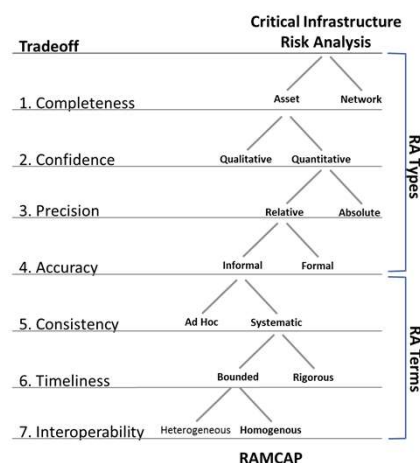 Critical Infrastructure
Risk Analysis
Tradeoff
1. Completeness
Asset
Network
2. Confidence
Qualitative
Quantitative
3. Precision
Relative
Absolute
4. Accuracy
Informal
Formal
RA Types
5. Consistency
Ad Hoc
Systematic
6. Timeliness
Bounded
Rigorous
7. Interoperability
Heterogeneous
Homogenous
RA Terms
RAMCAP